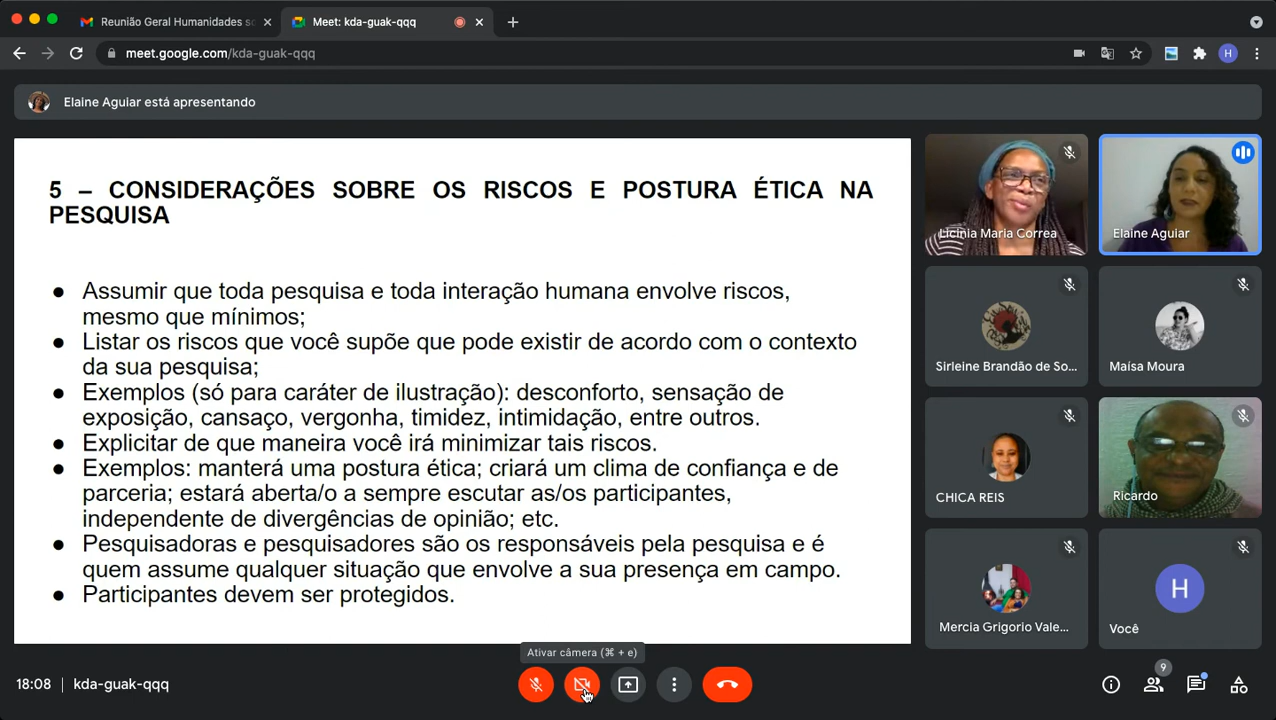 Reunião Geral Humanidades so
Meet: kda-guak-qqq
meet.google.com/kda-guak-qqq
H
Elaine Aguiar está apresentando
5 – CONSIDERAÇÕES SOBRE OS RISCOS E POSTURA ÉTICA NA
PESQUISA
● Assumir que toda pesquisa e toda interação humana envolve riscos,
mesmo que mínimos;
● Listar os riscos que você supõe que pode existir de acordo com o contexto
da sua pesquisa;
● Exemplos (só para caráter de ilustração): desconforto, sensação de
exposição, cansaço, vergonha, timidez, intimidação, entre outros.
● Explicitar de que maneira você irá minimizar tais riscos.
● Exemplos: manterá uma postura ética; criará um clima de confiança e de
parceria; estará aberta/o a sempre escutar as/os participantes,
independente de divergências de opinião; etc.
● Pesquisadoras e pesquisadores são os responsáveis pela pesquisa e é
quem assume qualquer situação que envolve a sua presença em campo.
● Participantes devem ser protegidos.
Licinia Maria Correa
Elaine Aguiar
Sirleine Brandão de So...
Maísa Moura
CHICA REIS
Ricardo
Mercia Grigorio Vale...
H
Você
Ativar câmera (⌘ + e)
18:08 | kda-guak-qqq
9